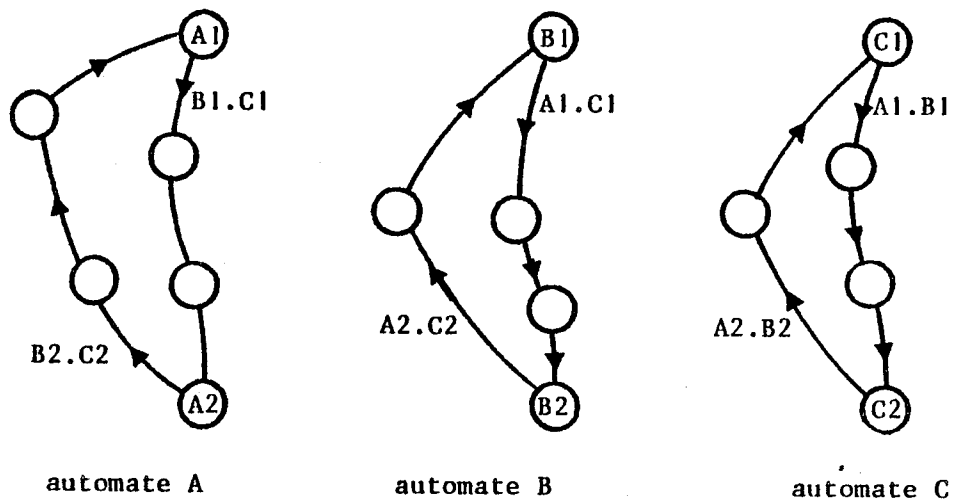 A1
B1.C1
B2.C2
A2
automate A
B1
A1.C1
A2.C2
B2
automate B
C1
A1.B1
A2.B2
C2
automate C